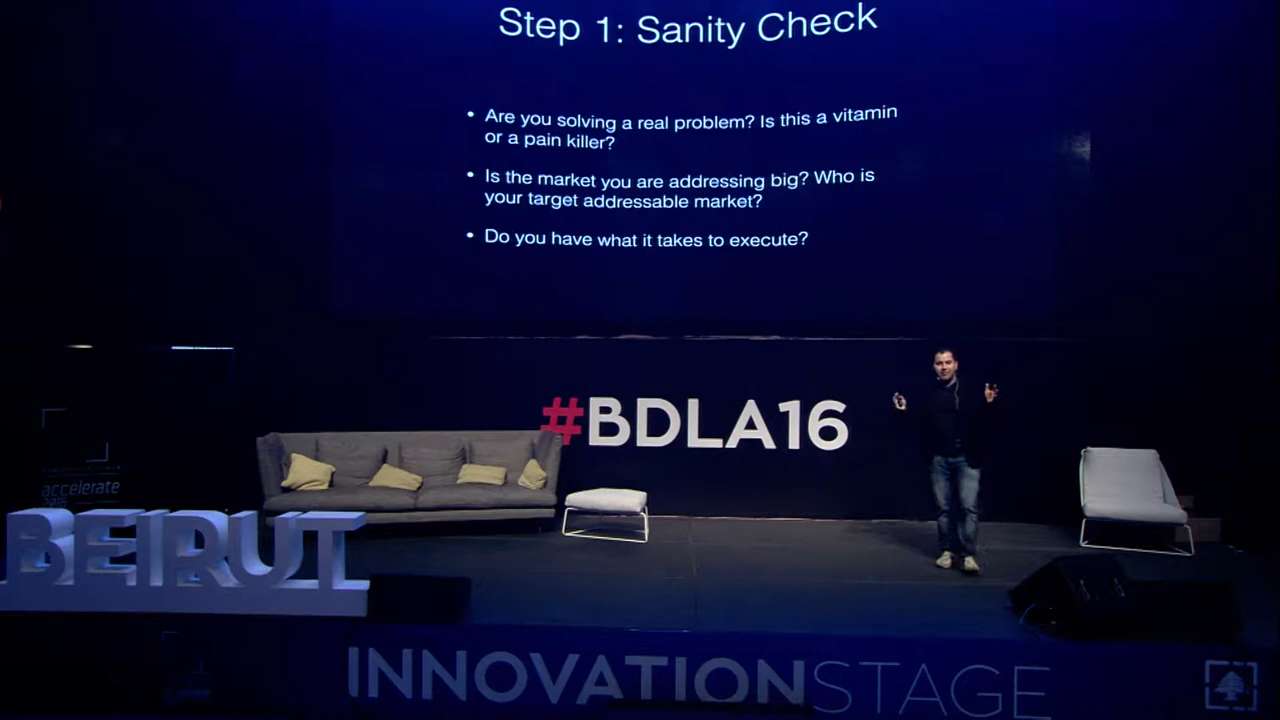 Step 1: Sanity Check
• Are you solving a real problem? Is this a vitamin
or a pain killer?
• Is the market you are addressing big? Who is
your target addressable market?
• Do you have what it takes to execute?
#BDLA16
accelerate
BEIRUT
INNOVATIONSTAGE